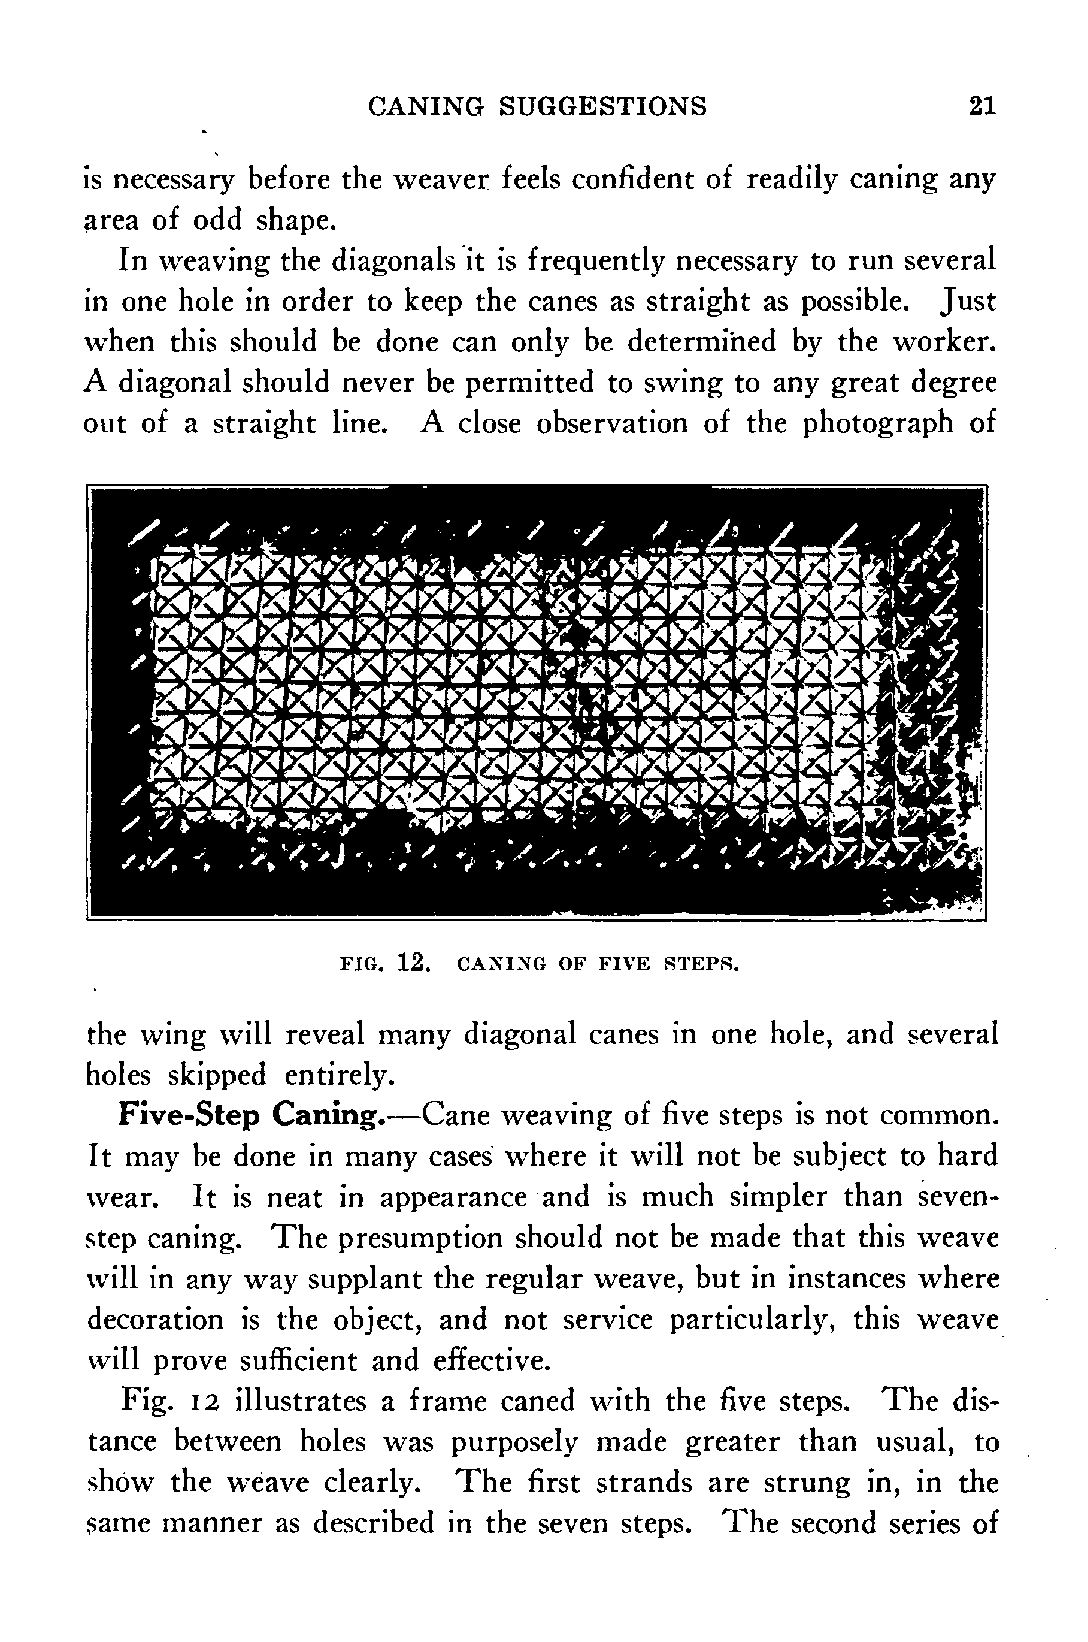 CANING SUGGESTIONS 21
is necessary before the weaver feels confident of readily caning any
area of odd shape.
In weaving the diagonals it is frequently necessary to run several
in one hole in order to keep the canes as straight as possible. Just
when this should be done can only be determined by the worker.
A diagonal should never be permitted to swing to any great degree
out of a straight line. A close observation of the photograph of
FIG. 12. CANING OF FIVE STEPS.
the wing will reveal many diagonal canes in one hole, and several
holes skipped entirely.
Five-Step Caning.—Cane weaving of five steps is not common.
It may be done in many cases where it will not be subject to hard
wear. It is neat in appearance and is much simpler than seven-
step caning. The presumption should not be made that this weave
will in any way supplant the regular weave, but in instances where
decoration is the object, and not service particularly, this weave
will prove sufficient and effective.
Fig. 12 illustrates a frame caned with the five steps. The dis-
tance between holes was purposely made greater than usual, to
show the weave clearly. The first strands are strung in, in the
same manner as described in the seven steps. The second series of